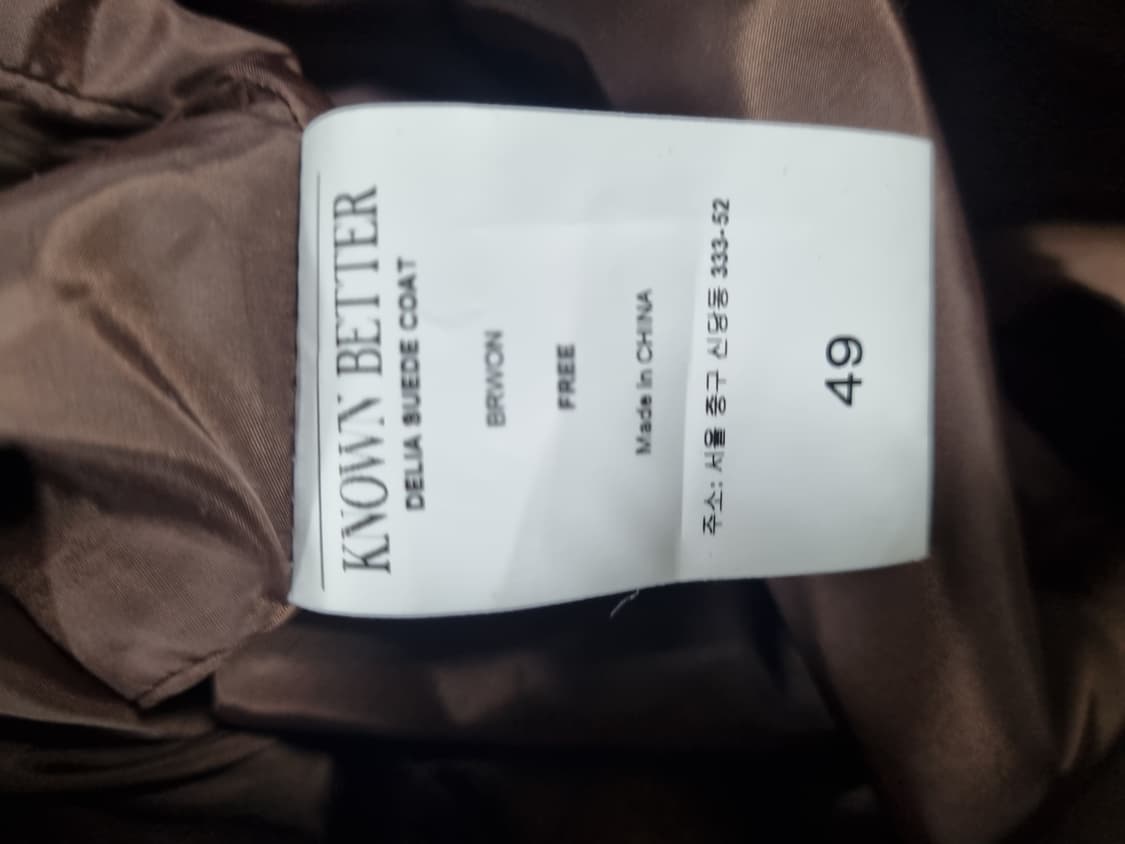 KNOWN BETTER
DELIA SUEDE COAT
BRWON
FREE
Made in CHINA
주소: 서울 중구 신당동 333-52
49